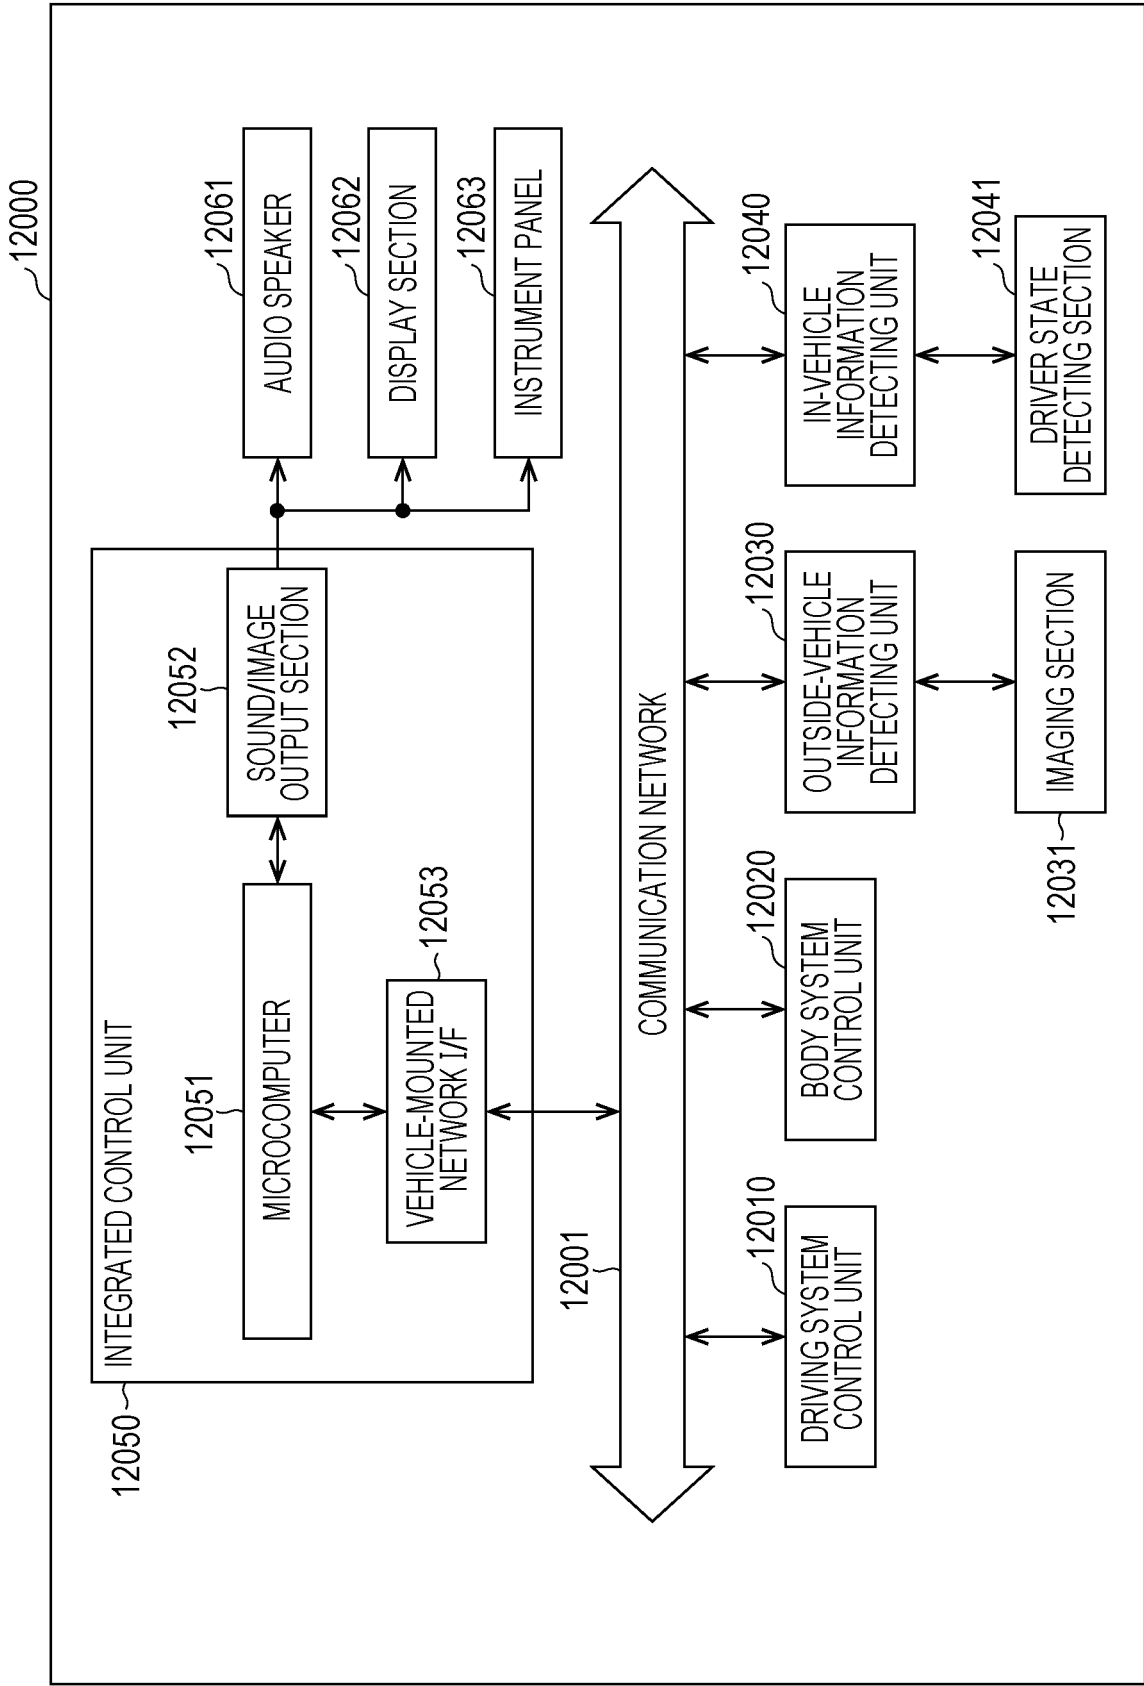 12000
12050
INTEGRATED CONTROL UNIT
12051
MICROCOMPUTER
12052
SOUND/IMAGE
OUTPUT SECTION
12053
VEHICLE-MOUNTED
NETWORK I/F
12061
AUDIO SPEAKER
12062
DISPLAY SECTION
12063
INSTRUMENT PANEL
12001
COMMUNICATION NETWORK
12010
DRIVING SYSTEM
CONTROL UNIT
12020
BODY SYSTEM
CONTROL UNIT
12030
OUTSIDE-VEHICLE
INFORMATION
DETECTING UNIT
12040
IN-VEHICLE
INFORMATION
DETECTING UNIT
12031
IMAGING SECTION
12041
DRIVER STATE
DETECTING SECTION